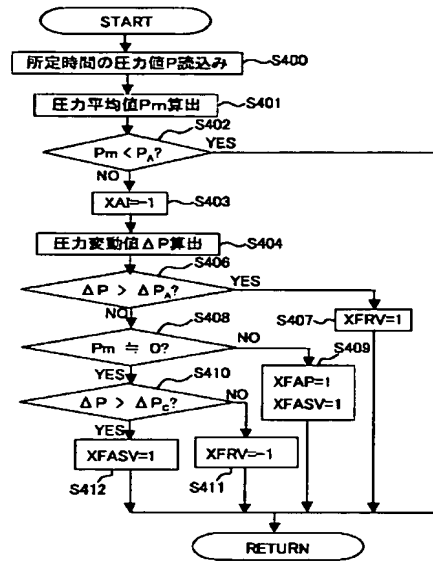 START
所定時間の圧力値P読込み
S400
圧力平均値Pm算出
S401
S402
Pm < PA?
YES
NO
XAI=-1
S403
圧力変動値ΔP算出
S404
S406
ΔP > ΔPA?
YES
NO
S407
XFRV=1
S408
Pm ≒ 0?
NO
YES
S409
XFAP=1
XFASV=1
S410
ΔP > ΔPC?
NO
YES
XFASV=1
S412
XFRV=-1
S411
RETURN